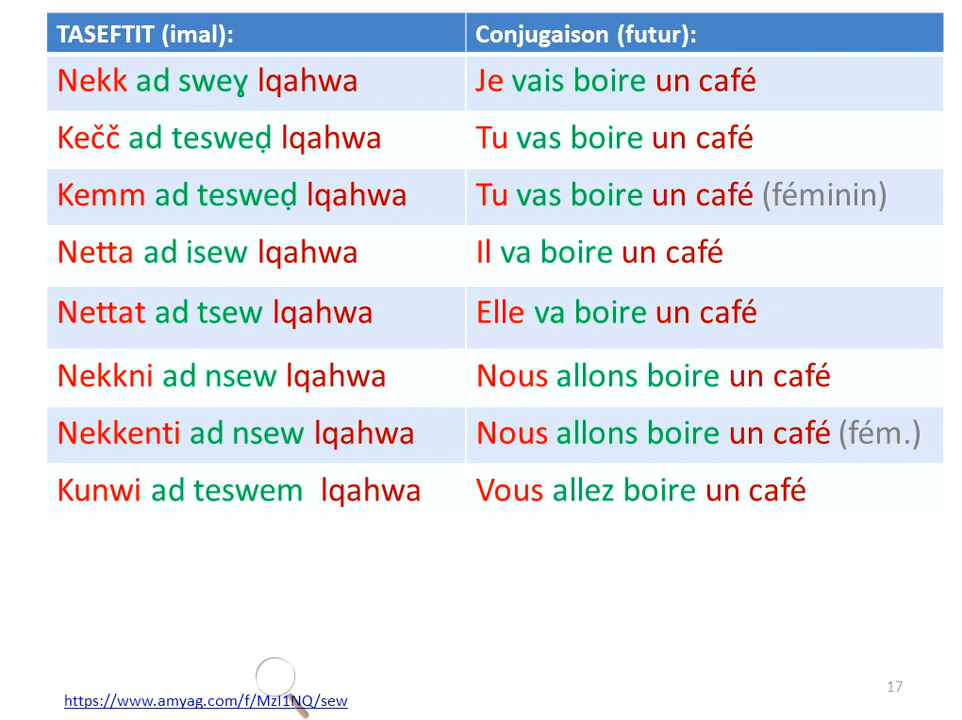 TASEFTIT (imal): Conjugaison (futur):
Nekk ad sweɣ lqahwa Je vais boire un café
Kečč ad tesweḍ lqahwa Tu vas boire un café
Kemm ad tesweḍ lqahwa Tu vas boire un café (féminin)
Netta ad isew lqahwa Il va boire un café
Nettat ad tsew lqahwa Elle va boire un café
Nekkni ad nsew lqahwa Nous allons boire un café
Nekkenti ad nsew lqahwa Nous allons boire un café (fém.)
Kunwi ad teswem lqahwa Vous allez boire un café
17
https://www.amyag.com/f/MzI1NQ/sew